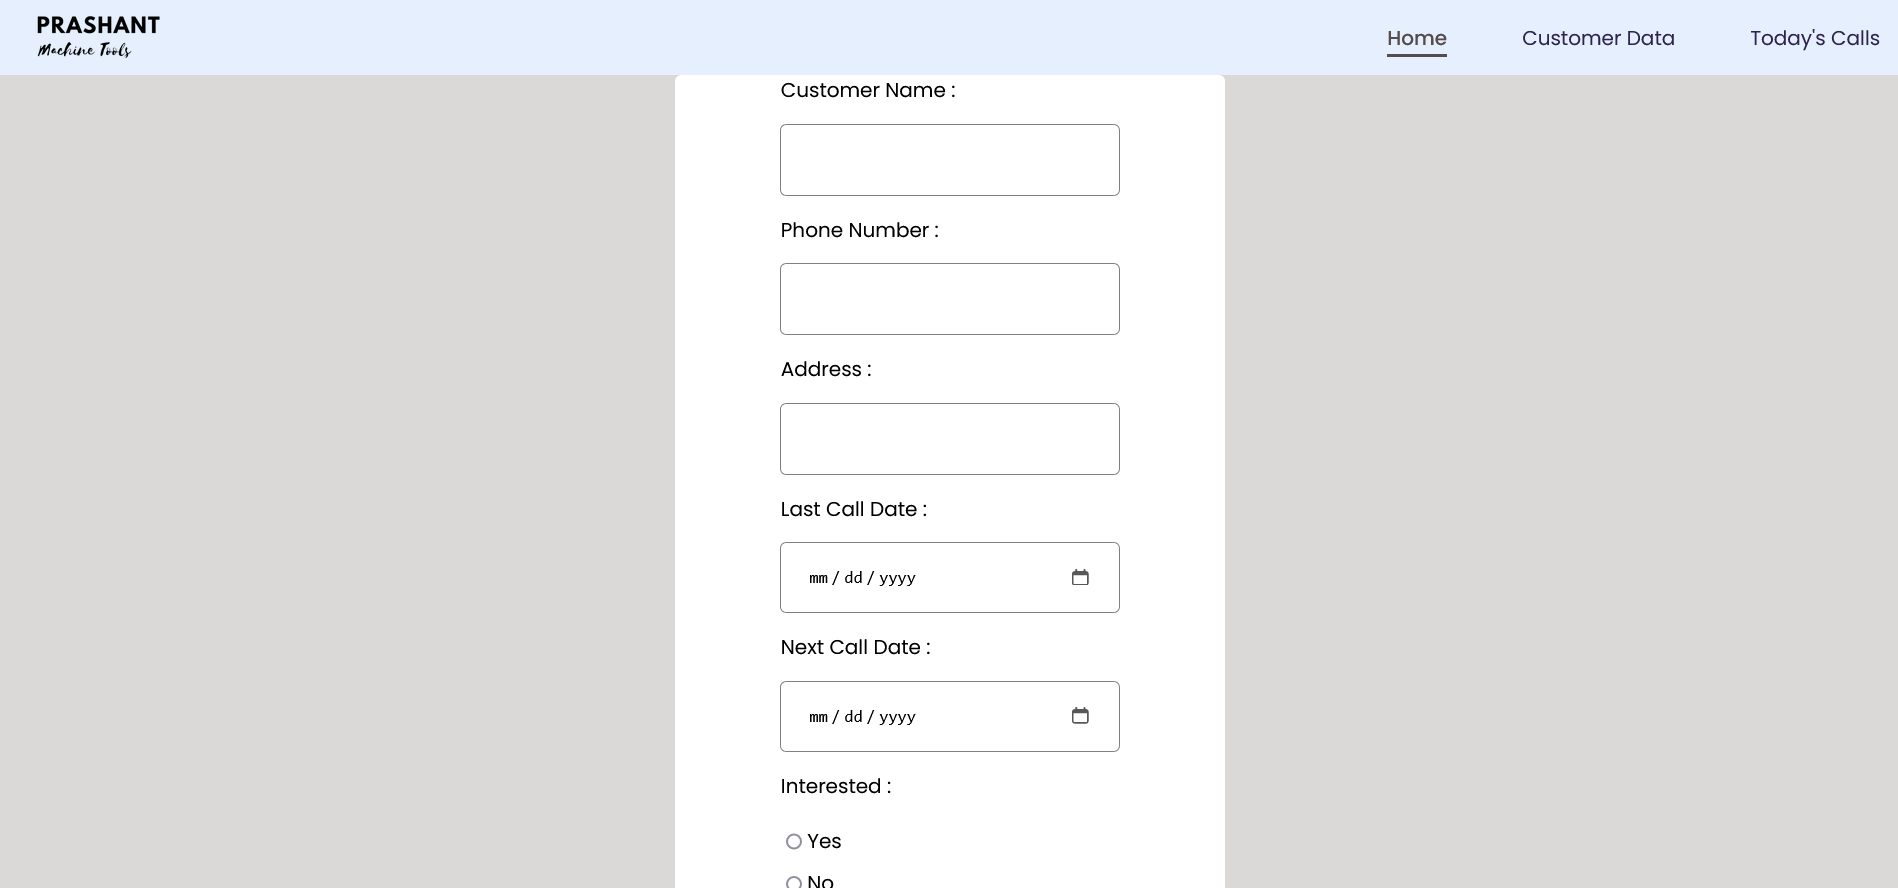 PRASHANT
Machine Tools
Home Customer Data Today's Calls
Customer Name :
Phone Number :
Address :
Last Call Date :
mm / dd / yyyy
Next Call Date :
mm / dd / yyyy
Interested :
Yes
No